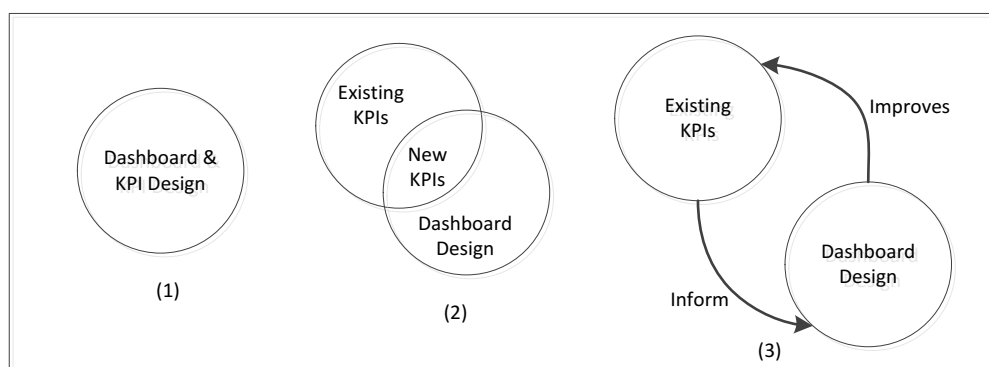 Dashboard &
KPI Design
(1)
Existing
KPIs
New
KPIs
Dashboard
Design
(2)
Existing
KPIs
Improves
Dashboard
Design
Inform
(3)